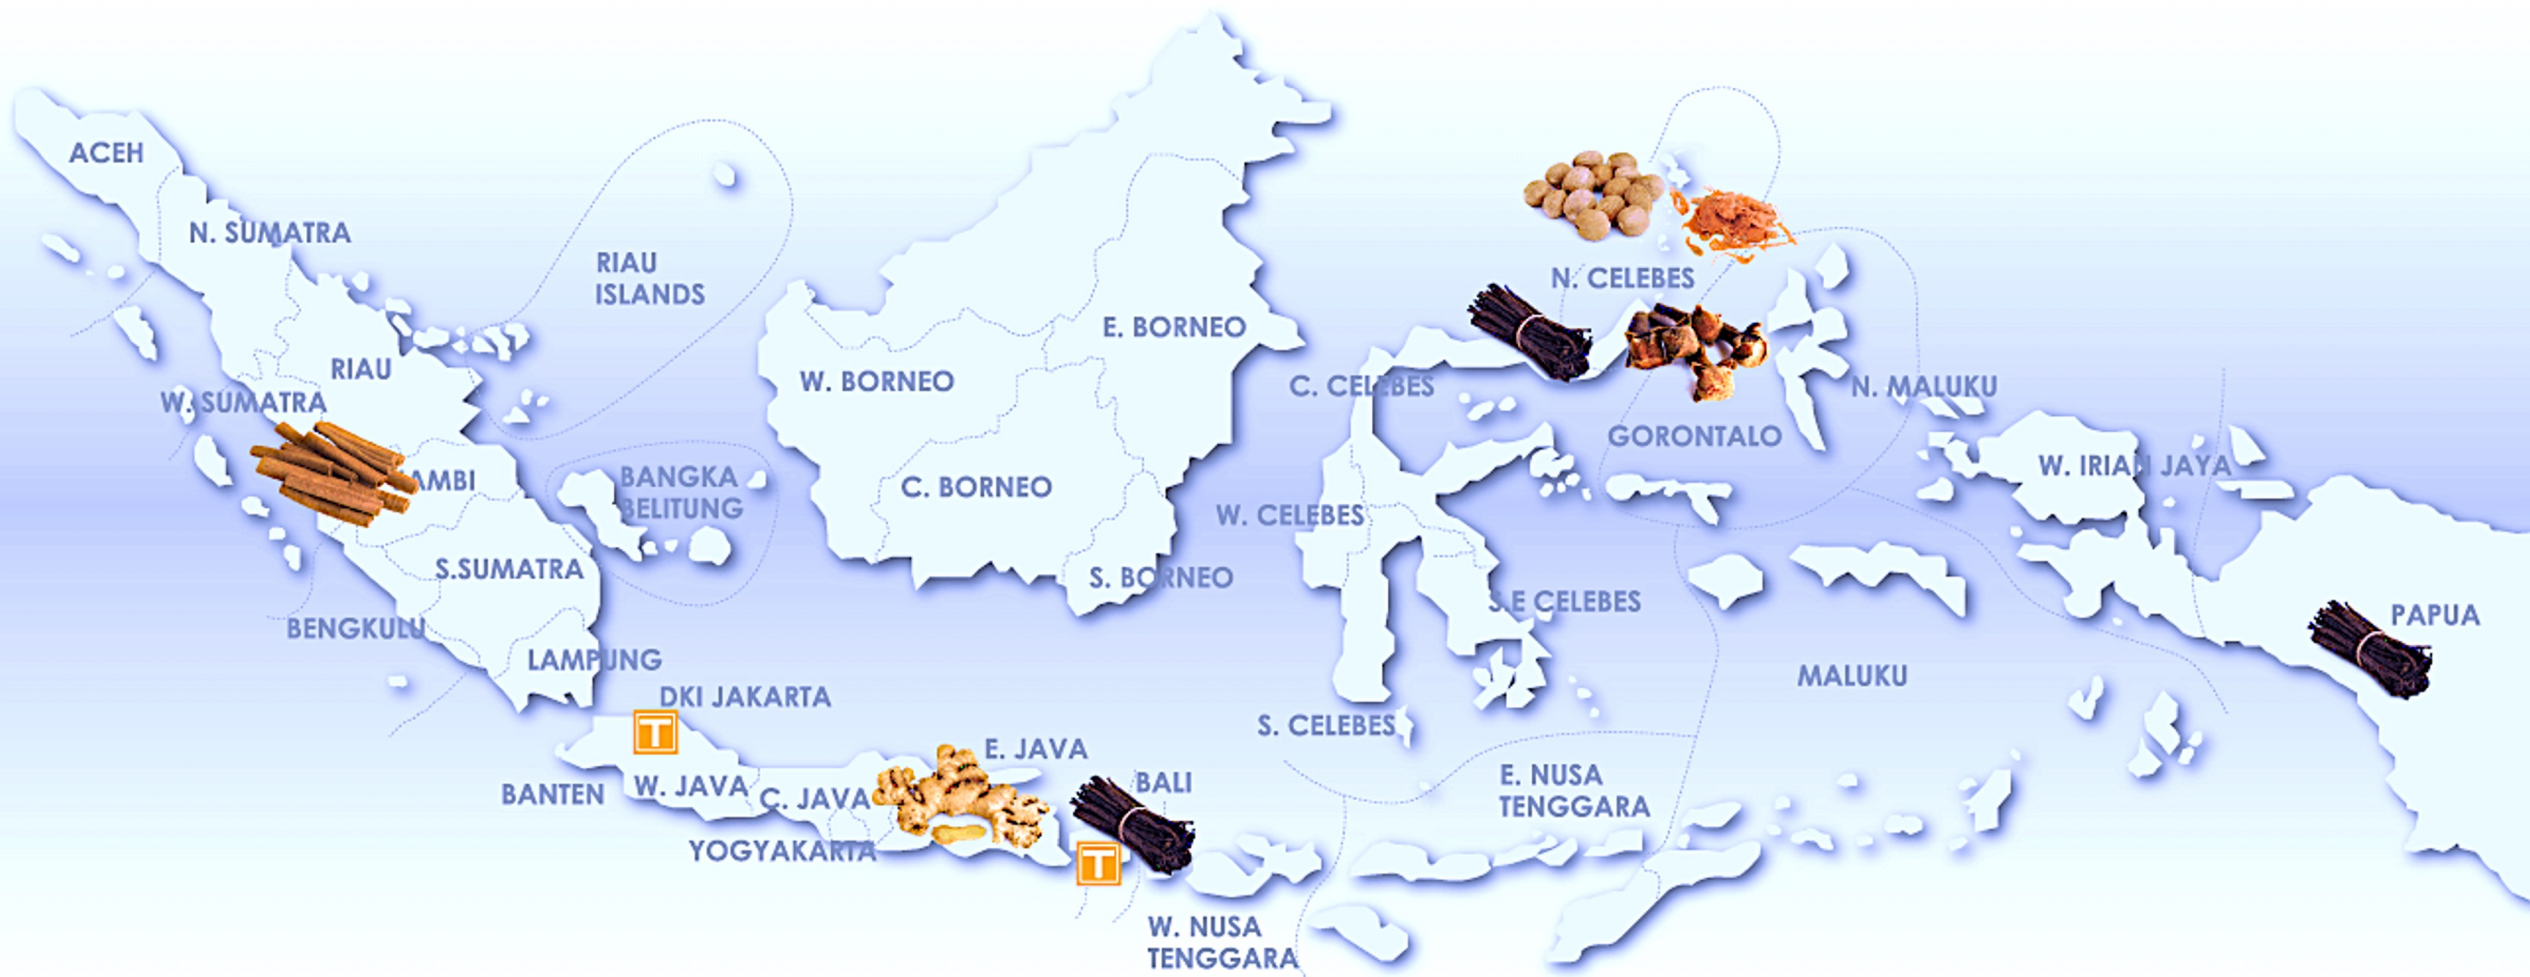 ACEH
N. SUMATRA
RIAU
ISLANDS
RIAU
W. SUMATRA
AMBI
BANGKA
BELITUNG
S.SUMATRA
BENGKULU
LAMPUNG
DKI JAKARTA
T
BANTEN
W. JAVA
C. JAVA
YOGYAKARTA
E. JAVA
BALI
T
W. NUSA
TENGGARA
E. NUSA
TENGGARA
W. BORNEO
C. BORNEO
E. BORNEO
S. BORNEO
N. CELEBES
C. CELEBES
GORONTALO
W. CELEBES
S.E CELEBES
S. CELEBES
N. MALUKU
MALUKU
W. IRIAN JAYA
PAPUA